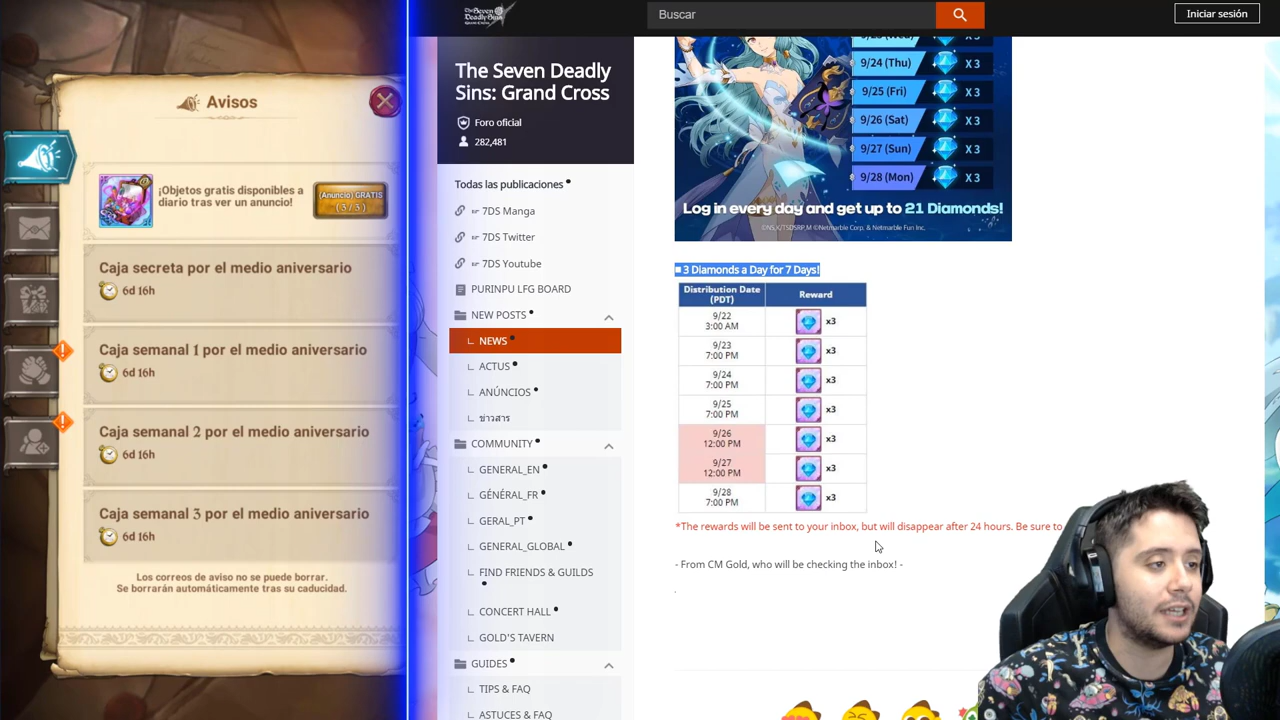 Avisos
¡Objetos gratis disponibles a
diario tras ver un anuncio!
(Anuncio) GRATIS
(3/3)
Caja secreta por el medio aniversario
6d 16h
Caja semanal 1 por el medio aniversario
6d 16h
Caja semanal 2 por el medio aniversario
6d 16h
Caja semanal 3 por el medio aniversario
6d 16h
Los correos de aviso no se puede borrar.
Se borrarán automáticamente tras su caducidad.
Buscar
Iniciar sesión
The Seven Deadly
Sins: Grand Cross
Foro oficial
282,481
Todas las publicaciones
7DS Manga
7DS Twitter
7DS Youtube
PURINPU LFG BOARD
NEW POSTS
NEWS
ACTUS
ANÚNCIOS
ข่าวสาร
COMMUNITY
GENERAL_EN
GÉNÉRAL_FR
GERAL_PT
GENERAL_GLOBAL
FIND FRIENDS & GUILDS
CONCERT HALL
GOLD'S TAVERN
GUIDES
TIPS & FAQ
ASTUCES & FAQ
9/24 (Thu) X 3
9/25 (Fri) X 3
9/26 (Sat) X 3
9/27 (Sun) X 3
9/28 (Mon) X 3
Log in every day and get up to 21 Diamonds!
■ 3 Diamonds a Day for 7 Days!
Distribution Date
(PDT)
Reward
9/22
3:00 AM
x3
9/23
7:00 PM
x3
9/24
7:00 PM
x3
9/25
7:00 PM
x3
9/26
12:00 PM
x3
9/27
12:00 PM
x3
9/28
7:00 PM
x3
*The rewards will be sent to your inbox, but will disappear after 24 hours. Be sure to
- From CM Gold, who will be checking the inbox! -
.